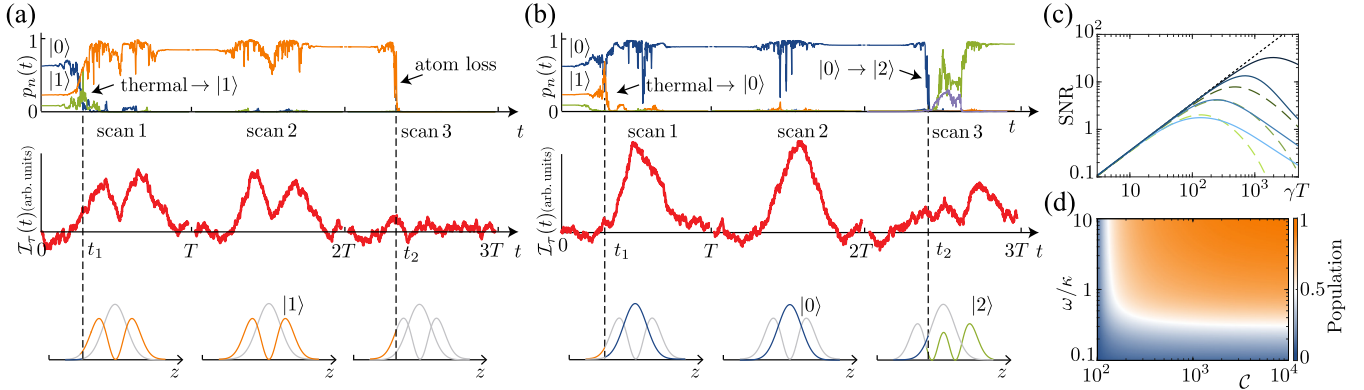 (a)
1
p_n(t)
0
|0⟩
|1⟩
thermal → |1⟩
atom loss
scan 1
scan 2
scan 3
t
I_τ(t) (arb. units)
0
t_1
T
2T
t_2
3T
t
|1⟩
z
z
z
(b)
1
p_n(t)
0
|0⟩
|1⟩
thermal → |0⟩
|0⟩ → |2⟩
scan 1
scan 2
scan 3
t
I_τ(t) (arb. units)
0
t_1
T
2T
t_2
3T
t
|0⟩
|2⟩
z
z
z
(c)
10^2
10
1
0.1
SNR
10
10^2
10^3
γT
(d)
10
1
0.1
ω/κ
10^2
10^3
10^4
C
1
0.5
0
Population